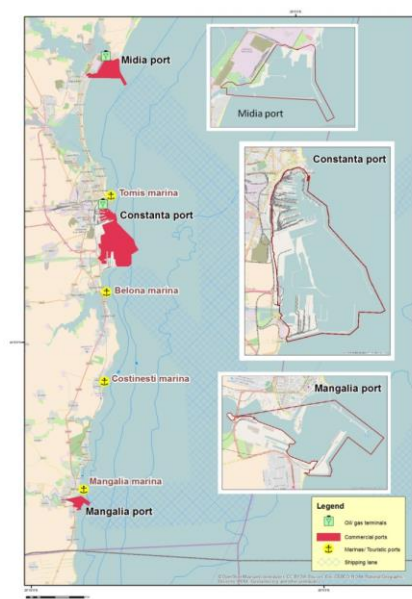 Midia port
Midia port
Tomis marina
Constanta port
Constanta port
Belona marina
Costinesti marina
Mangalia port
Mangalia marina
Mangalia port
Legend
Oil/ gas terminals
Commercial ports
Marinas/ Touristic ports
Shipping lane